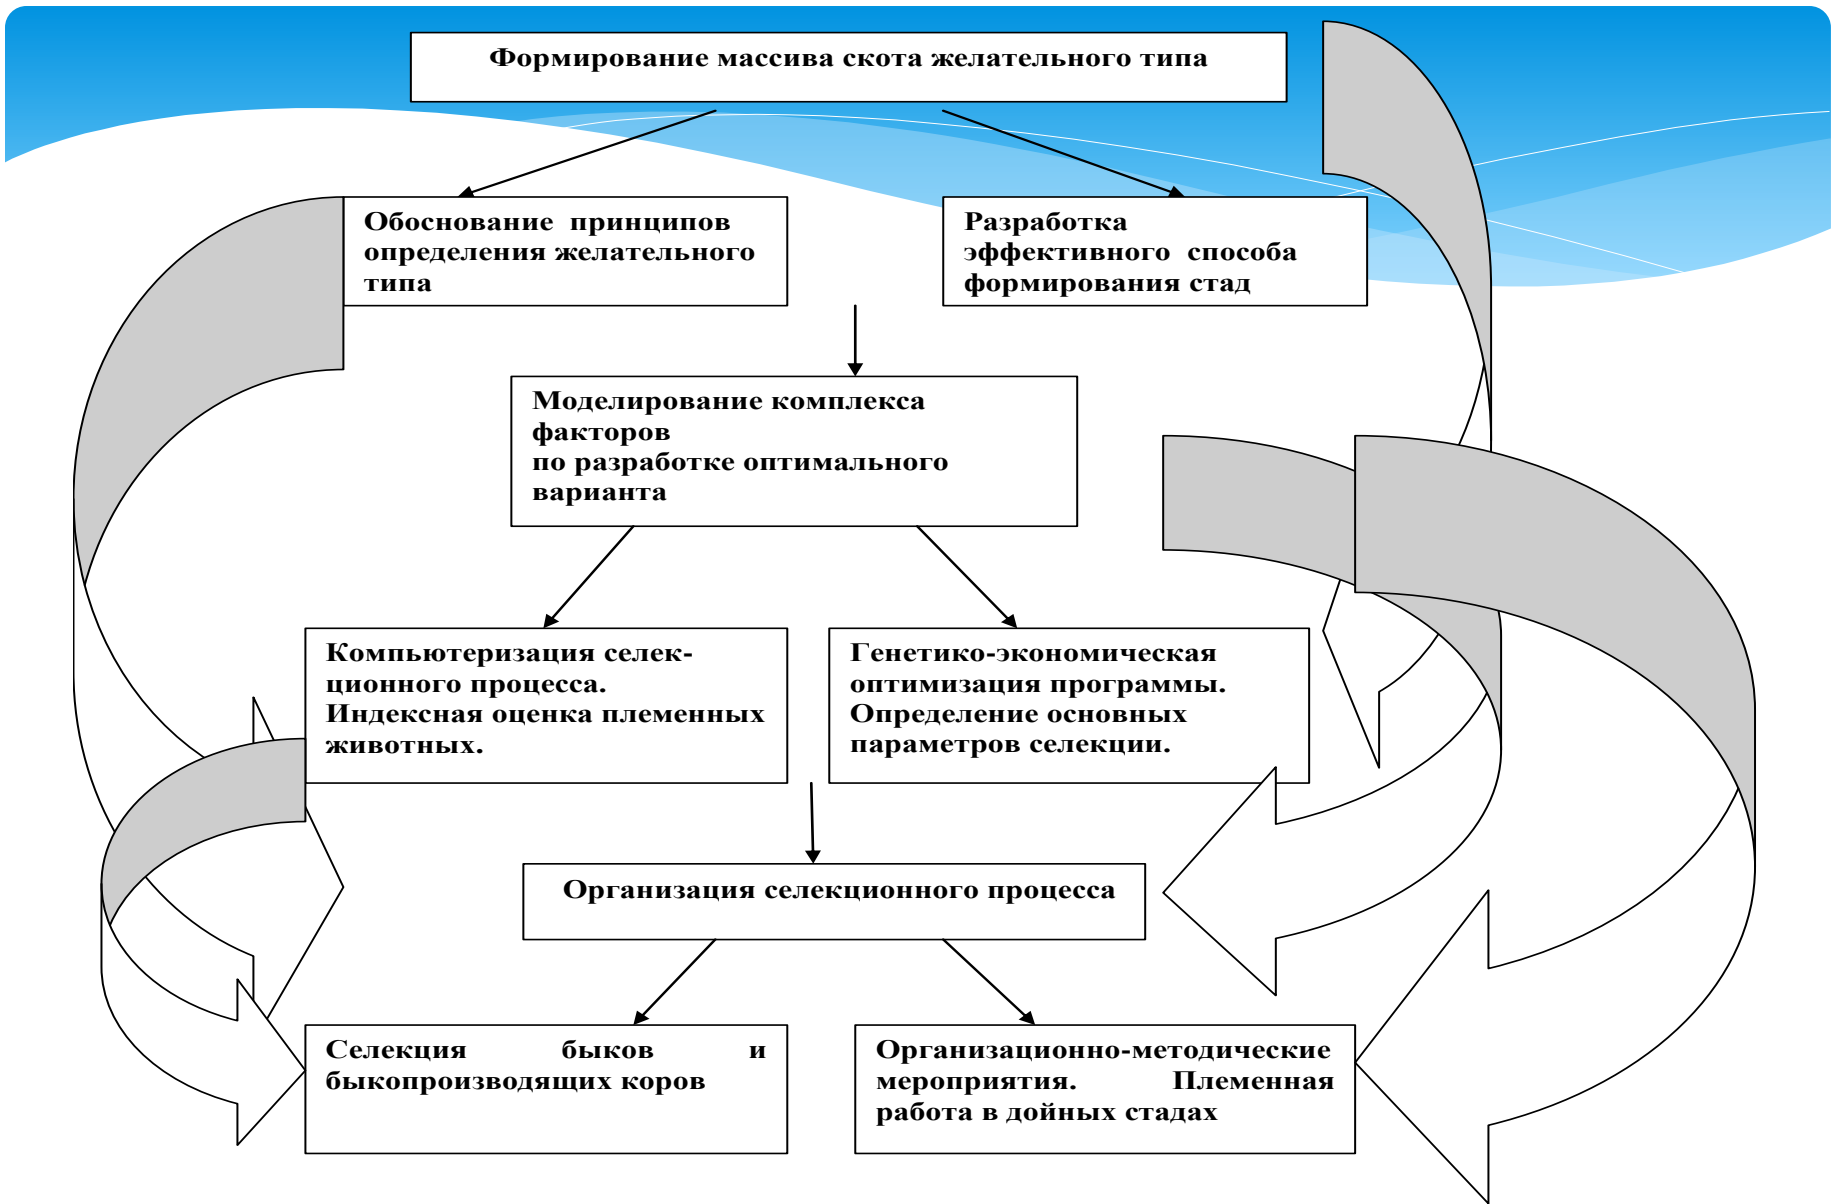 Формирование массива скота желательного типа
Обоснование принципов
определения желательного
типа
Разработка
эффективного способа
формирования стад
Моделирование комплекса
факторов
по разработке оптимального
варианта
Компьютеризация селек-
ционного процесса.
Индексная оценка племенных
животных.
Генетико-экономическая
оптимизация программы.
Определение основных
параметров селекции.
Организация селекционного процесса
Селекция быков и
быкопроизводящих коров
Организационно-методические
мероприятия. Племенная
работа в дойных стадах